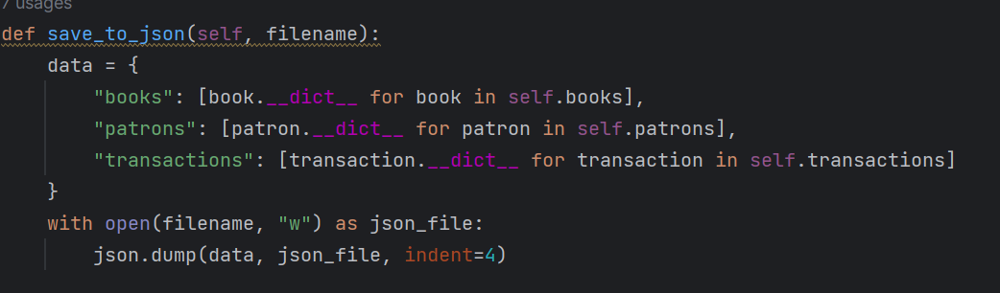 7 usages
def save_to_json(self, filename):
    data = {
        "books": [book.__dict__ for book in self.books],
        "patrons": [patron.__dict__ for patron in self.patrons],
        "transactions": [transaction.__dict__ for transaction in self.transactions]
    }
    with open(filename, "w") as json_file:
        json.dump(data, json_file, indent=4)